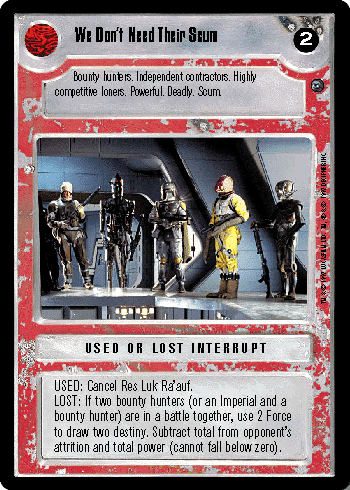 We Don't Need Their Scum
2
Bounty hunters. Independent contractors. Highly
competitive loners. Powerful. Deadly. Scum.
USED OR LOST INTERRUPT
USED: Cancel Res Luk Ra'auf.
LOST: If two bounty hunters (or an Imperial and a
bounty hunter) are in a battle together, use 2 Force
to draw two destiny. Subtract total from opponent's
attrition and total power (cannot fall below zero).